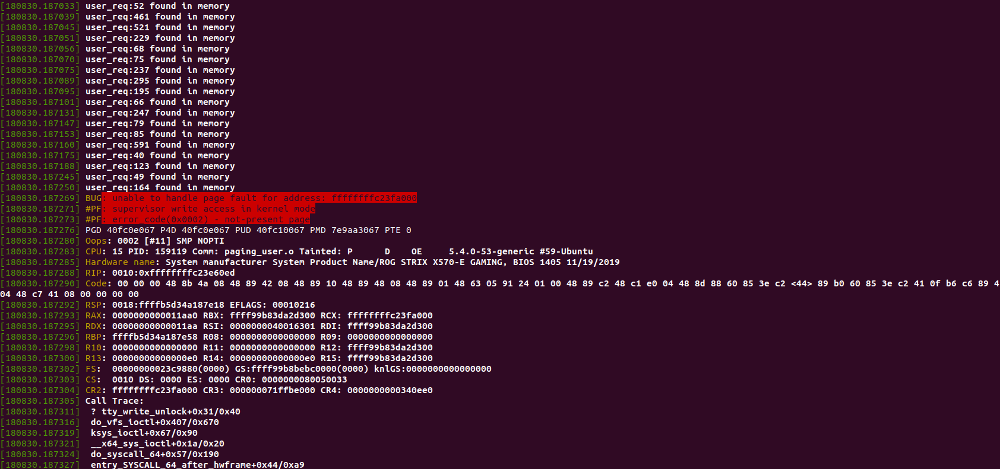 [180830.187033] user_req:52 found in memory
[180830.187039] user_req:461 found in memory
[180830.187045] user_req:521 found in memory
[180830.187051] user_req:229 found in memory
[180830.187056] user_req:68 found in memory
[180830.187070] user_req:75 found in memory
[180830.187075] user_req:237 found in memory
[180830.187089] user_req:295 found in memory
[180830.187095] user_req:195 found in memory
[180830.187101] user_req:66 found in memory
[180830.187131] user_req:247 found in memory
[180830.187147] user_req:79 found in memory
[180830.187153] user_req:85 found in memory
[180830.187160] user_req:591 found in memory
[180830.187175] user_req:40 found in memory
[180830.187188] user_req:123 found in memory
[180830.187245] user_req:49 found in memory
[180830.187250] user_req:164 found in memory
[180830.187269] BUG: unable to handle page fault for address: ffffffffc23fa000
[180830.187271] #PF: supervisor write access in kernel mode
[180830.187273] #PF: error_code(0x0002) - not-present page
[180830.187276] PGD 40fc0e067 P4D 40fc0e067 PUD 40fc10067 PMD 7e9aa3067 PTE 0
[180830.187280] Oops: 0002 [#11] SMP NOPTI
[180830.187283] CPU: 15 PID: 159119 Comm: paging_user.o Tainted: P      D    OE     5.4.0-53-generic #59-Ubuntu
[180830.187285] Hardware name: System manufacturer System Product Name/ROG STRIX X570-E GAMING, BIOS 1405 11/19/2019
[180830.187288] RIP: 0010:0xffffffffc23e60ed
[180830.187290] Code: 00 00 00 48 8b 4a 08 48 89 42 08 48 89 10 48 89 48 08 48 89 01 48 63 05 91 24 01 00 48 89 c2 48 c1 e0 04 48 8d 88 60 85 3e c2 <44> 89 b0 60 85 3e c2 41 0f b6 c6 89 4
04 48 c7 41 08 00 00 00 00
[180830.187292] RSP: 0018:ffffb5d34a187e18 EFLAGS: 00010216
[180830.187293] RAX: 0000000000011aa0 RBX: ffff99b83da2d300 RCX: ffffffffc23fa000
[180830.187295] RDX: 00000000000011aa RSI: 0000000040016301 RDI: ffff99b83da2d300
[180830.187296] RBP: ffffb5d34a187e58 R08: 0000000000000000 R09: 0000000000000000
[180830.187298] R10: 0000000000000000 R11: 0000000000000000 R12: ffff99b83da2d300
[180830.187300] R13: 00000000000000e0 R14: 00000000000000e0 R15: ffff99b83da2d300
[180830.187302] FS:  00000000023c9880(0000) GS:ffff99b8bebc0000(0000) knlGS:0000000000000000
[180830.187303] CS:  0010 DS: 0000 ES: 0000 CR0: 0000000080050033
[180830.187304] CR2: ffffffffc23fa000 CR3: 000000071ffbe000 CR4: 0000000000340ee0
[180830.187305] Call Trace:
[180830.187311]  ? tty_write_unlock+0x31/0x40
[180830.187316]  do_vfs_ioctl+0x407/0x670
[180830.187319]  ksys_ioctl+0x67/0x90
[180830.187321]  __x64_sys_ioctl+0x1a/0x20
[180830.187324]  do_syscall_64+0x57/0x190
[180830.187327]  entry_SYSCALL_64_after_hwframe+0x44/0xa9